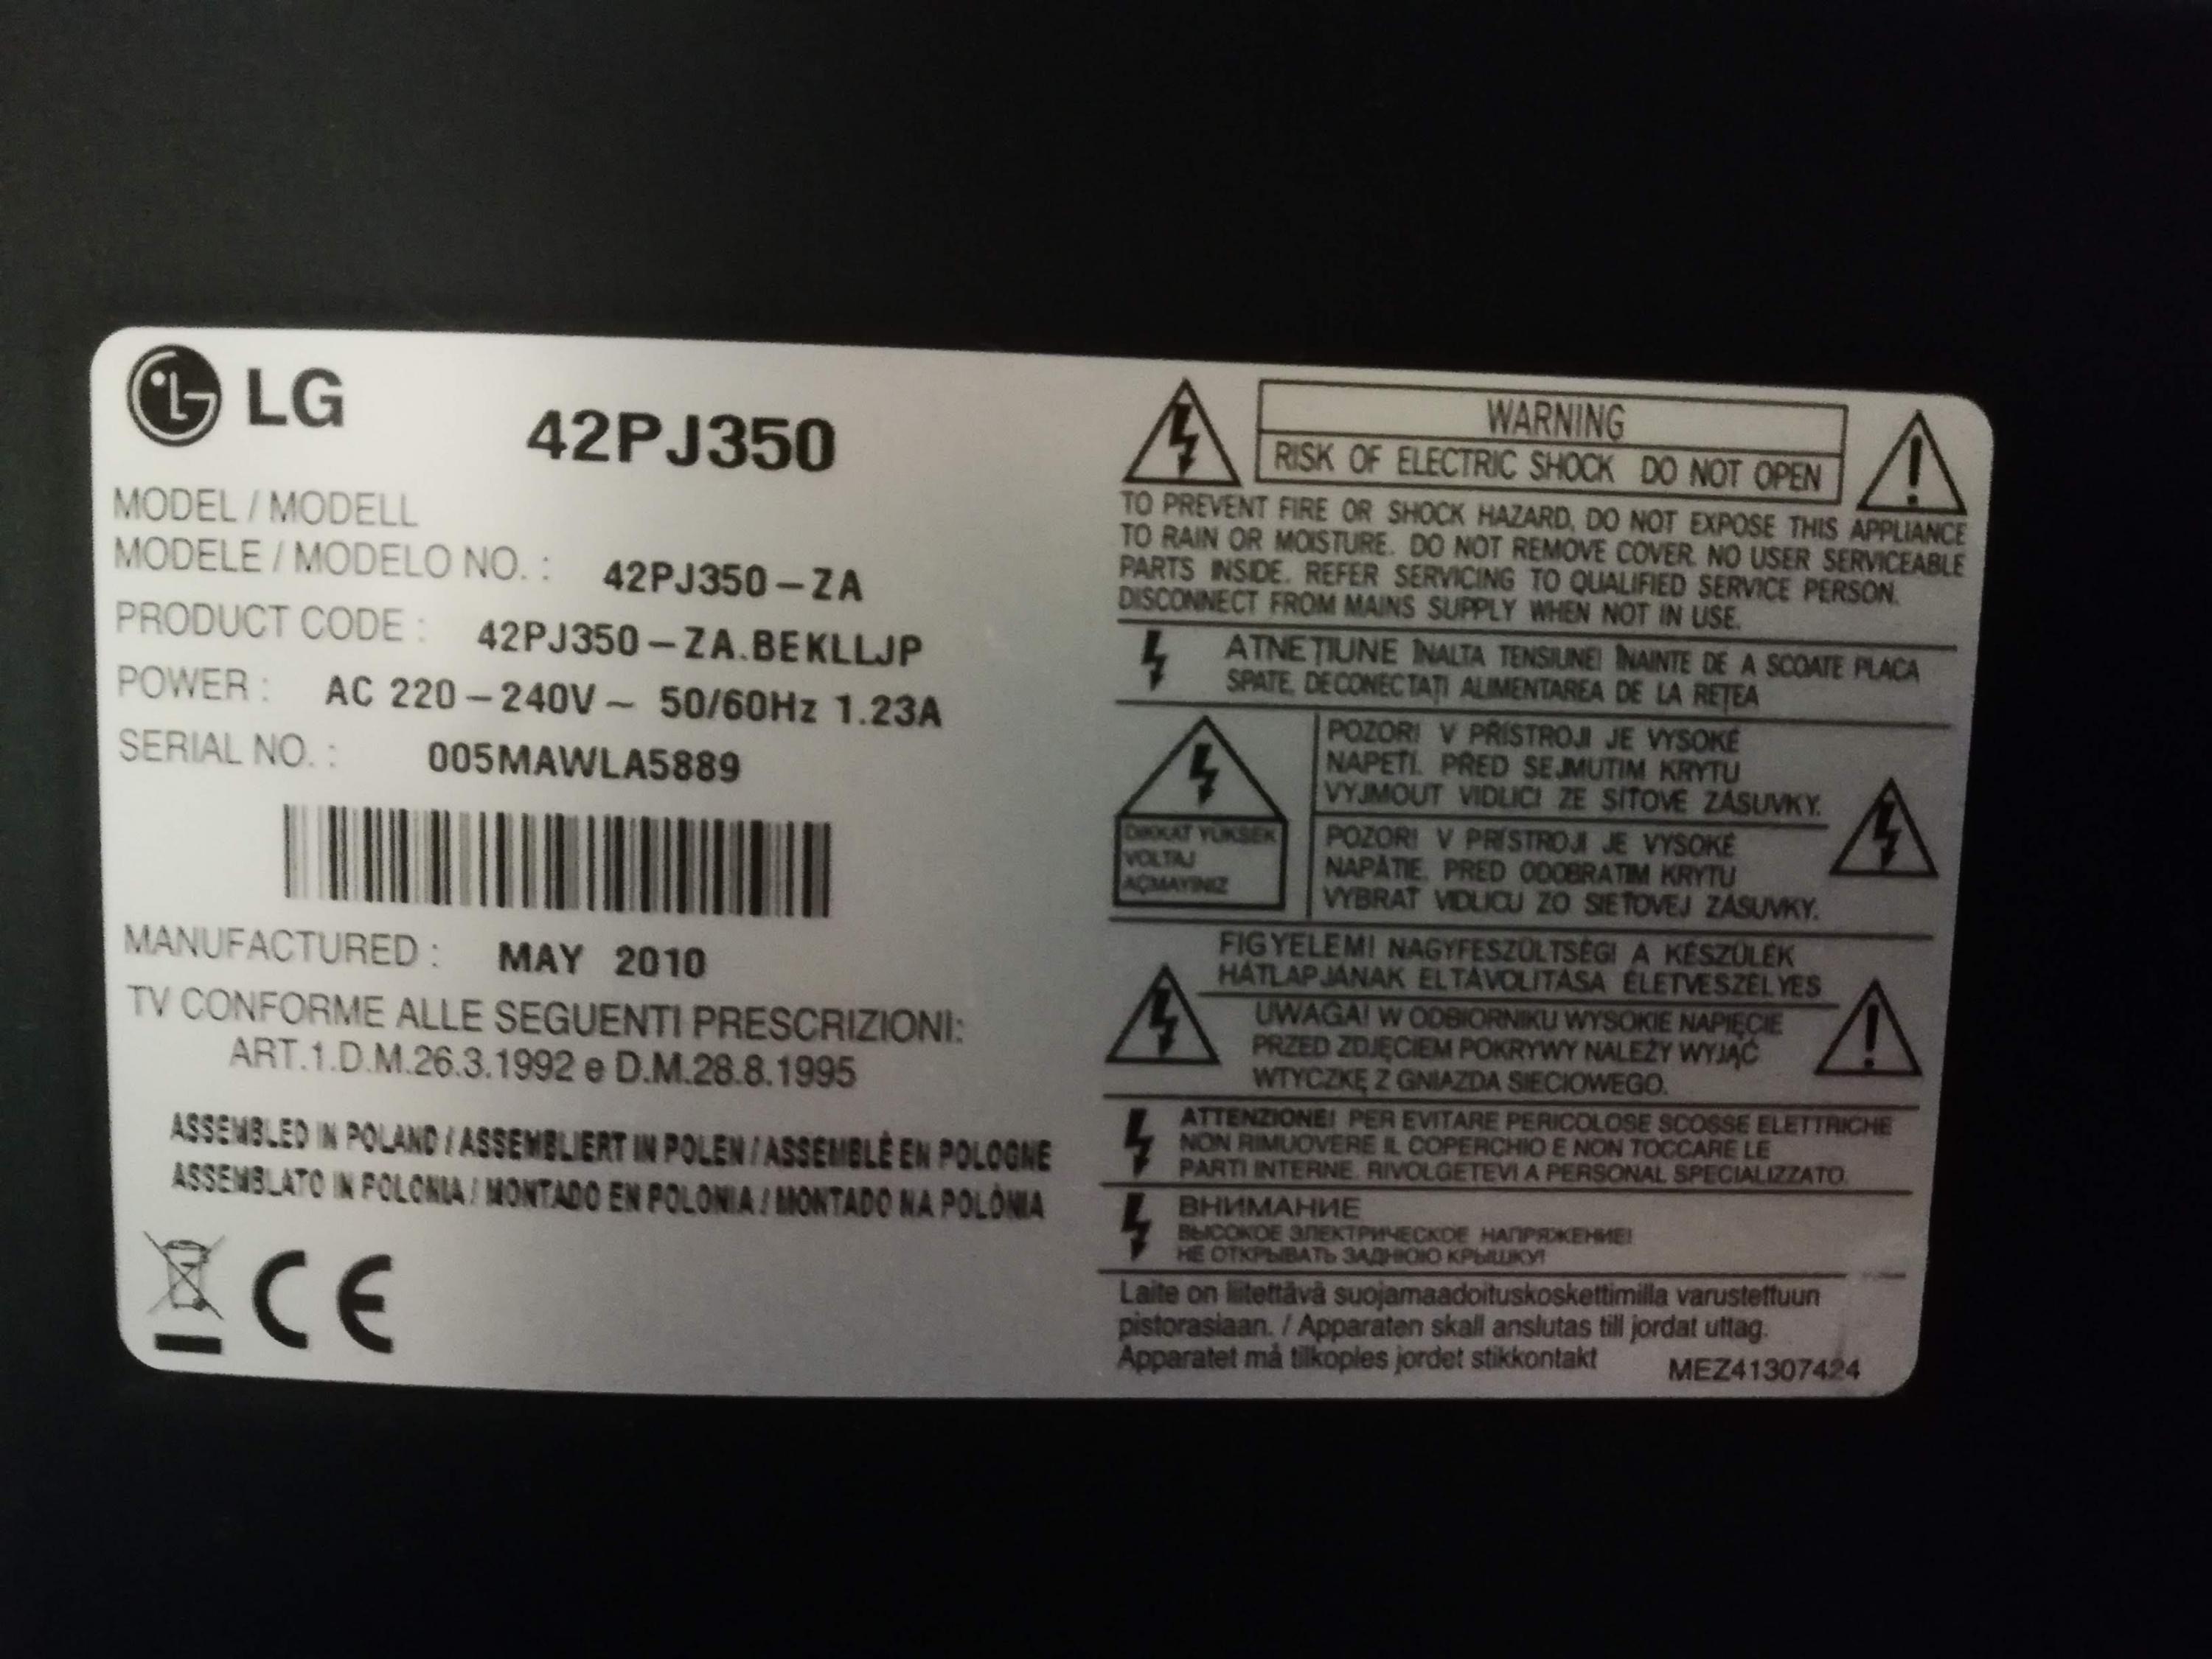 LG
42PJ350
MODEL / MODELL
MODELE / MODELO NO. : 42PJ350-ZA
PRODUCT CODE : 42PJ350-ZA.BEKLLJP
POWER : AC 220-240V~ 50/60Hz 1.23A
SERIAL NO. : 005MAWLA5889
MANUFACTURED : MAY 2010
TV CONFORME ALLE SEGUENTI PRESCRIZIONI:
ART.1.D.M.26.3.1992 e D.M.28.8.1995
ASSEMBLED IN POLAND / ASSEMBLIERT IN POLEN / ASSEMBLÉ EN POLOGNE
ASSEMBLATO IN POLONIA / MONTADO EN POLONIA / MONTADO NA POLÓNIA
CE
WARNING
RISK OF ELECTRIC SHOCK DO NOT OPEN
TO PREVENT FIRE OR SHOCK HAZARD, DO NOT EXPOSE THIS APPLIANCE
TO RAIN OR MOISTURE. DO NOT REMOVE COVER. NO USER SERVICEABLE
PARTS INSIDE. REFER SERVICING TO QUALIFIED SERVICE PERSON.
DISCONNECT FROM MAINS SUPPLY WHEN NOT IN USE.
ATNEȚIUNE ÎNALTA TENSIUNE! ÎNAINTE DE A SCOATE PLACA
SPATE, DECONECTAȚI ALIMENTAREA DE LA REȚEA
DIKKAT YÜKSEK
VOLTAJ
AÇMAYINIZ
POZOR! V PŘÍSTROJI JE VYSOKÉ
NAPĚTÍ. PŘED SEJMUTÍM KRYTU
VYJMOUT VIDLICI ZE SÍŤOVÉ ZÁSUVKY.
POZOR! V PRÍSTROJI JE VYSOKÉ
NAPÄTIE. PRED ODOBRATÍM KRYTU
VYBRAŤ VIDLICU ZO SIEŤOVEJ ZÁSUVKY.
FIGYELEM! NAGYFESZÜLTSÉG! A KÉSZÜLÉK
HÁTLAPJÁNAK ELTÁVOLITÁSA ÉLETVESZÉLYES
UWAGA! W ODBIORNIKU WYSOKIE NAPIĘCIE
PRZED ZDJĘCIEM POKRYWY NALEŻY WYJĄĆ
WTYCZKĘ Z GNIAZDA SIECIOWEGO.
ATTENZIONE! PER EVITARE PERICOLOSE SCOSSE ELETTRICHE
NON RIMUOVERE IL COPERCHIO E NON TOCCARE LE
PARTI INTERNE. RIVOLGETEVI A PERSONAL SPECIALIZZATO.
ВНИМАНИЕ
ВЫСОКОЕ ЭЛЕКТРИЧЕСКОЕ НАПРЯЖЕНИЕ!
НЕ ОТКРЫВАТЬ ЗАДНЮЮ КРЫШКУ!
Laite on liitettävä suojamaadoituskoskettimilla varustettuun
pistorasiaan. / Apparaten skall anslutas till jordat uttag.
Apparatet må tilkoples jordet stikkontakt
MEZ41307424